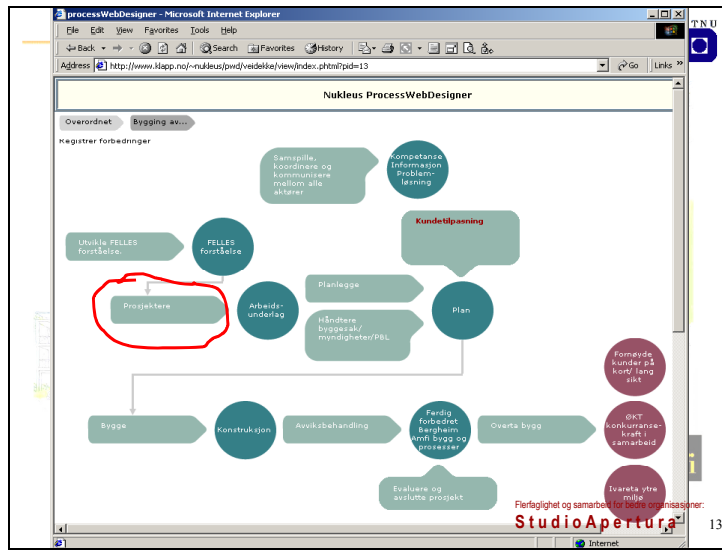 processWebDesigner - Microsoft Internet Explorer
T N U
File Edit View Favorites Tools Help
Back Search Favorites History
Address http://www.klapp.no/~nukleus/pwd/veidekke/view/index.phtml?pid=13 Go Links »
Nukleus ProcessWebDesigner
Overordnet Bygging av...
Registrer forbedringer
Samspille,
koordinere og
kommunisere
mellom alle
aktører
Kompetanse
Informasjon
Problem-
løsning
Kundetilpasning
Utvikle FELLES
forståelse.
FELLES
forståelse
Prosjektere
Arbeids-
underlag
Planlegge
Håndtere
byggesak/
myndigheter/PBL
Plan
Fornøyde
kunder på
kort/ lang
sikt
Bygge
Konstruksjon
Avviksbehandling
Ferdig
forbedret
Bergheim
Amfi bygg og
prosesser
Overta bygg
ØKT
konkurranse-
kraft i
samarbeid
Evaluere og
avslutte prosjekt
Ivareta ytre
miljø
Flerfaglighet og samarbeid for bedre organisasjoner:
StudioApertura
13
Internet